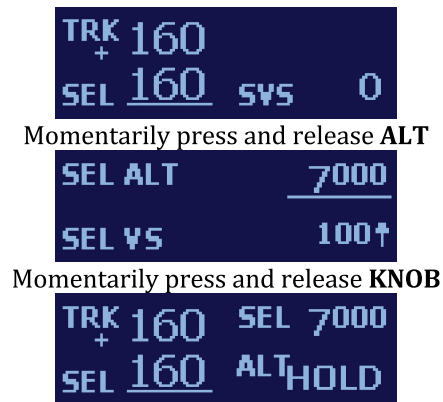 TRK 160
+
SEL 160 SVS 0
Momentarily press and release ALT
SEL ALT 7000
SEL VS 100↑
Momentarily press and release KNOB
TRK 160 SEL 7000
+
SEL 160 ALT HOLD